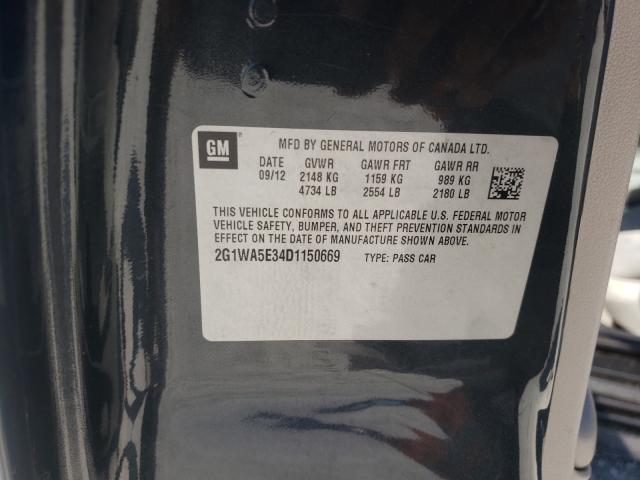 GM ® MFD BY GENERAL MOTORS OF CANADA LTD.
DATE GVWR GAWR FRT GAWR RR
09/12 2148 KG 1159 KG 989 KG
4734 LB 2554 LB 2180 LB
THIS VEHICLE CONFORMS TO ALL APPLICABLE U.S. FEDERAL MOTOR
VEHICLE SAFETY, BUMPER, AND THEFT PREVENTION STANDARDS
IN EFFECT ON THE DATE OF MANUFACTURE SHOWN ABOVE.
2G1WA5E34D1150669 TYPE: PASS CAR